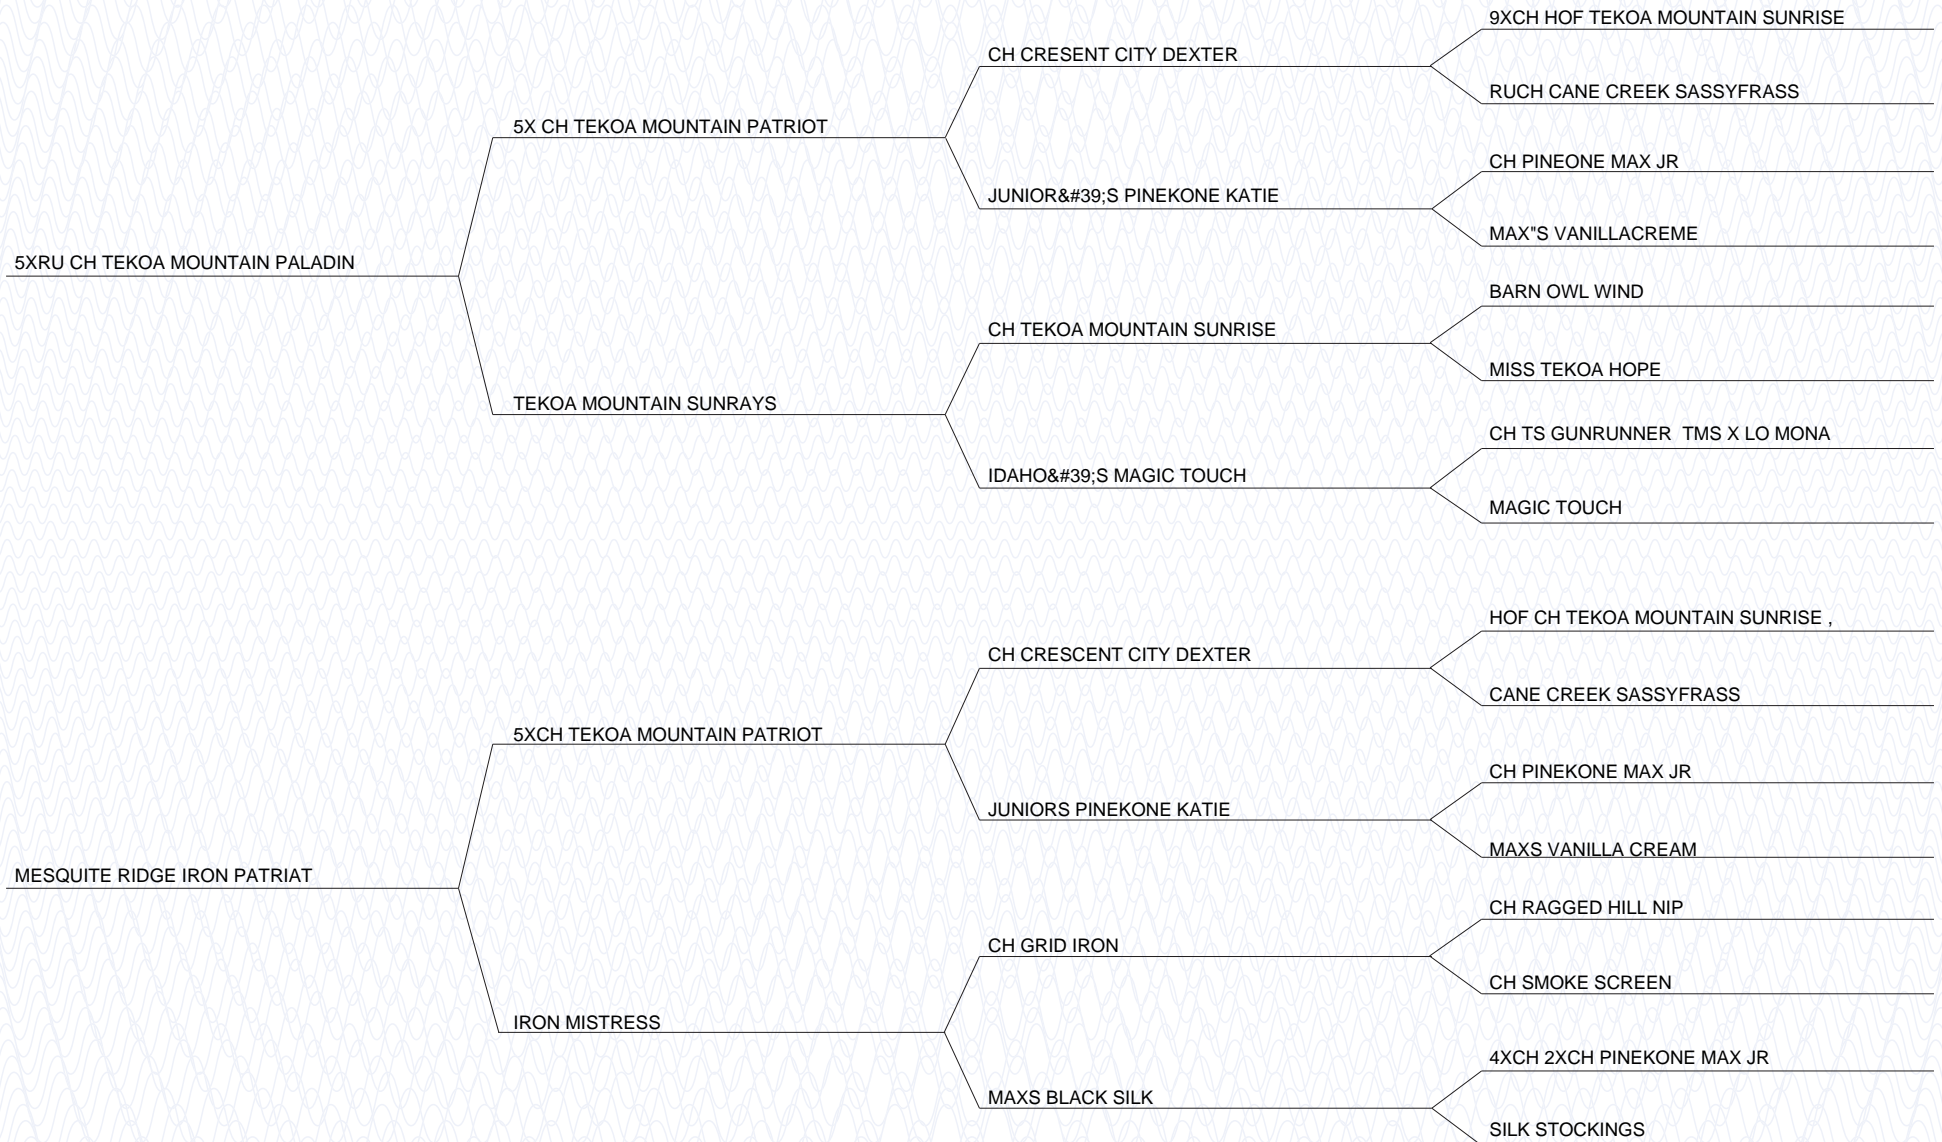 9XCH HOF TEKOA MOUNTAIN SUNRISE
CH CRESENT CITY DEXTER
RUCH CANE CREEK SASSYFRASS
5X CH TEKOA MOUNTAIN PATRIOT
CH PINEONE MAX JR
JUNIOR&#39;S PINEKONE KATIE
MAX"S VANILLACREME
5XRU CH TEKOA MOUNTAIN PALADIN
BARN OWL WIND
CH TEKOA MOUNTAIN SUNRISE
MISS TEKOA HOPE
TEKOA MOUNTAIN SUNRAYS
CH TS GUNRUNNER  TMS X LO MONA
IDAHO&#39;S MAGIC TOUCH
MAGIC TOUCH
HOF CH TEKOA MOUNTAIN SUNRISE ,
CH CRESCENT CITY DEXTER
CANE CREEK SASSYFRASS
5XCH TEKOA MOUNTAIN PATRIOT
CH PINEKONE MAX JR
JUNIORS PINEKONE KATIE
MAXS VANILLA CREAM
MESQUITE RIDGE IRON PATRIAT
CH RAGGED HILL NIP
CH GRID IRON
CH SMOKE SCREEN
IRON MISTRESS
4XCH 2XCH PINEKONE MAX JR
MAXS BLACK SILK
SILK STOCKINGS